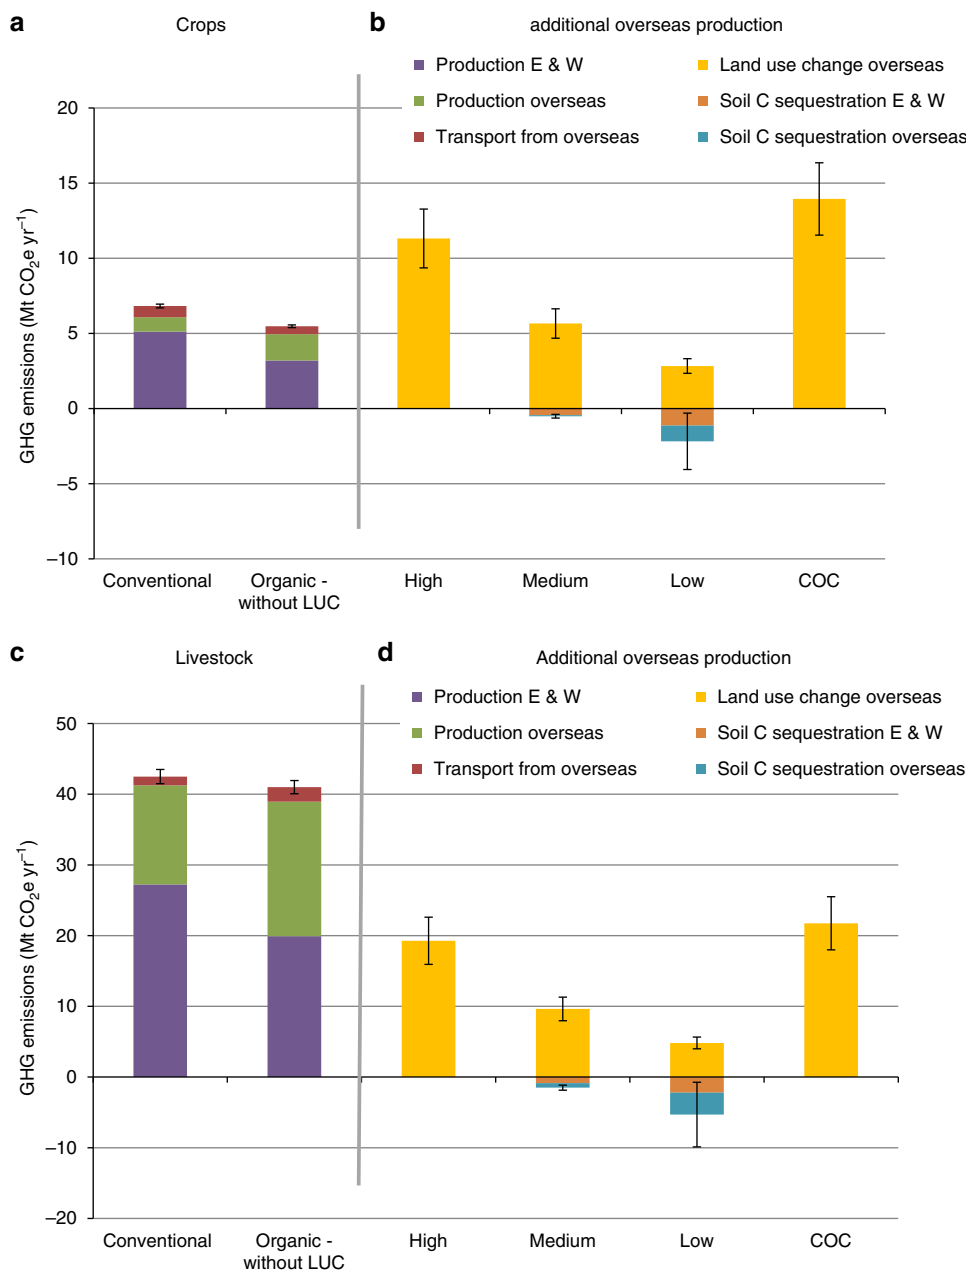 a
Crops
b
additional overseas production
Production E & W
Land use change overseas
Production overseas
Soil C sequestration E & W
Transport from overseas
Soil C sequestration overseas
GHG emissions (Mt CO₂e yr⁻¹)
20
15
10
5
0
–5
–10
Conventional
Organic -
without LUC
High
Medium
Low
COC
c
Livestock
d
Additional overseas production
Production E & W
Land use change overseas
Production overseas
Soil C sequestration E & W
Transport from overseas
Soil C sequestration overseas
GHG emissions (Mt CO₂e yr⁻¹)
50
40
30
20
10
0
–10
–20
Conventional
Organic -
without LUC
High
Medium
Low
COC